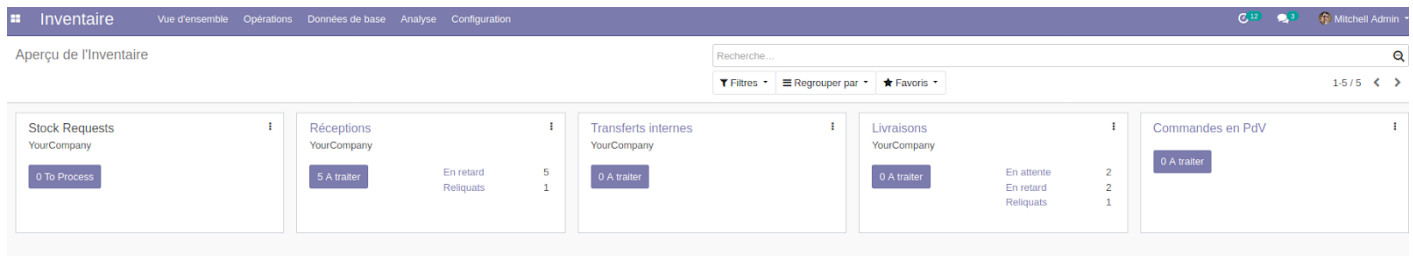 Inventaire Vue d'ensemble Opérations Données de base Analyse Configuration 12 3 Mitchell Admin
Aperçu de l'Inventaire
Recherche...
Filtres Regrouper par Favoris 1-5 / 5
Stock Requests
YourCompany
0 To Process
Réceptions
YourCompany
5 A traiter
En retard 5
Reliquats 1
Transferts internes
YourCompany
0 A traiter
Livraisons
YourCompany
0 A traiter
En attente 2
En retard 2
Reliquats 1
Commandes en PdV
0 A traiter